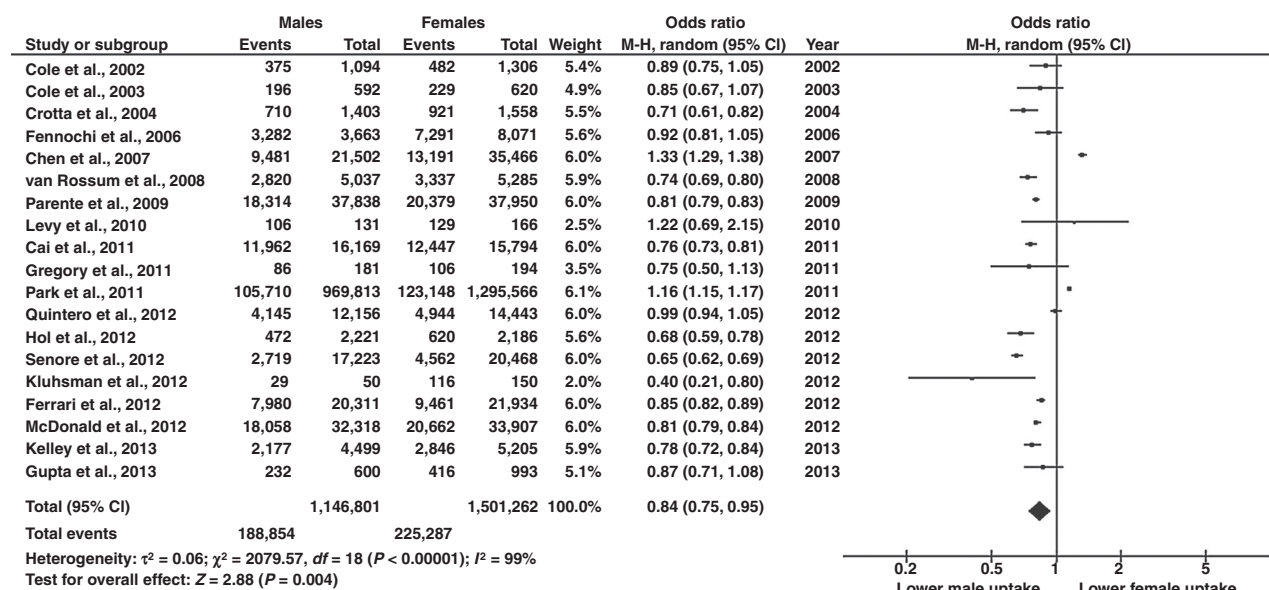 Males Females Odds ratio Odds ratio
Study or subgroup Events Total Events Total Weight M-H, random (95% CI) Year M-H, random (95% CI)
Cole et al., 2002 375 1,094 482 1,306 5.4% 0.89 (0.75, 1.05) 2002
Cole et al., 2003 196 592 229 620 4.9% 0.85 (0.67, 1.07) 2003
Crotta et al., 2004 710 1,403 921 1,558 5.5% 0.71 (0.61, 0.82) 2004
Fennochi et al., 2006 3,282 3,663 7,291 8,071 5.6% 0.92 (0.81, 1.05) 2006
Chen et al., 2007 9,481 21,502 13,191 35,466 6.0% 1.33 (1.29, 1.38) 2007
van Rossum et al., 2008 2,820 5,037 3,337 5,285 5.9% 0.74 (0.69, 0.80) 2008
Parente et al., 2009 18,314 37,838 20,379 37,950 6.0% 0.81 (0.79, 0.83) 2009
Levy et al., 2010 106 131 129 166 2.5% 1.22 (0.69, 2.15) 2010
Cai et al., 2011 11,962 16,169 12,447 15,794 6.0% 0.76 (0.73, 0.81) 2011
Gregory et al., 2011 86 181 106 194 3.5% 0.75 (0.50, 1.13) 2011
Park et al., 2011 105,710 969,813 123,148 1,295,566 6.1% 1.16 (1.15, 1.17) 2011
Quintero et al., 2012 4,145 12,156 4,944 14,443 6.0% 0.99 (0.94, 1.05) 2012
Hol et al., 2012 472 2,221 620 2,186 5.6% 0.68 (0.59, 0.78) 2012
Senore et al., 2012 2,719 17,223 4,562 20,468 6.0% 0.65 (0.62, 0.69) 2012
Kluhsman et al., 2012 29 50 116 150 2.0% 0.40 (0.21, 0.80) 2012
Ferrari et al., 2012 7,980 20,311 9,461 21,934 6.0% 0.85 (0.82, 0.89) 2012
McDonald et al., 2012 18,058 32,318 20,662 33,907 6.0% 0.81 (0.79, 0.84) 2012
Kelley et al., 2013 2,177 4,499 2,846 5,205 5.9% 0.78 (0.72, 0.84) 2013
Gupta et al., 2013 232 600 416 993 5.1% 0.87 (0.71, 1.08) 2013
Total (95% CI) 1,146,801 1,501,262 100.0% 0.84 (0.75, 0.95)
Total events 188,854 225,287
Heterogeneity: τ² = 0.06; χ² = 2079.57, df = 18 (P < 0.00001); I² = 99%
Test for overall effect: Z = 2.88 (P = 0.004)
0.2 0.5 1 2 5
Lower male uptake Lower female uptake